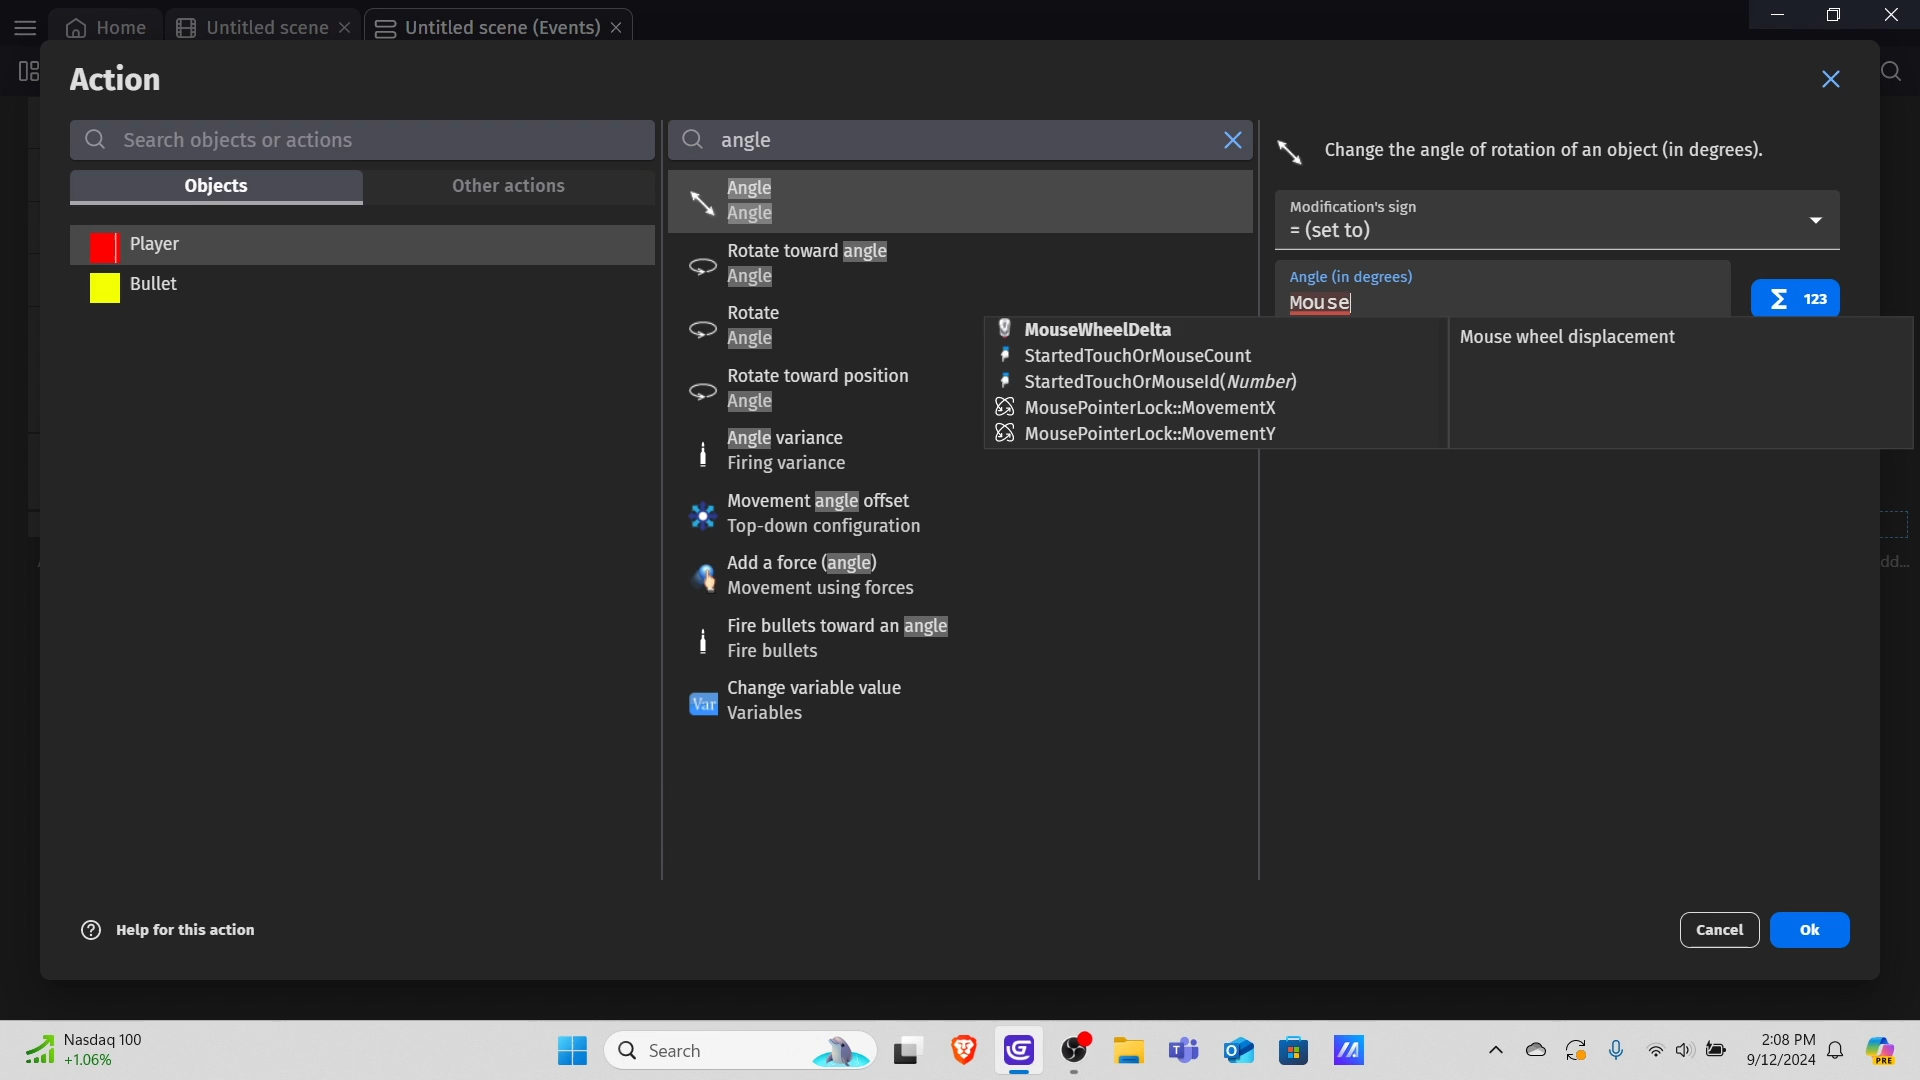 Home
Untitled scene
Untitled scene (Events)
Action
Search objects or actions
Objects
Other actions
Player
Bullet
angle
Angle
Angle
Rotate toward angle
Angle
Rotate
Angle
Rotate toward position
Angle
Angle variance
Firing variance
Movement angle offset
Top-down configuration
Add a force (angle)
Movement using forces
Fire bullets toward an angle
Fire bullets
Var
Change variable value
Variables
Change the angle of rotation of an object (in degrees).
Modification's sign
= (set to)
Angle (in degrees)
Mouse
Σ 123
MouseWheelDelta
StartedTouchOrMouseCount
StartedTouchOrMouseId(Number)
MousePointerLock::MovementX
MousePointerLock::MovementY
Mouse wheel displacement
dd...
Help for this action
Cancel
Ok
Nasdaq 100
+1.06%
Search
2:08 PM
9/12/2024
PRE